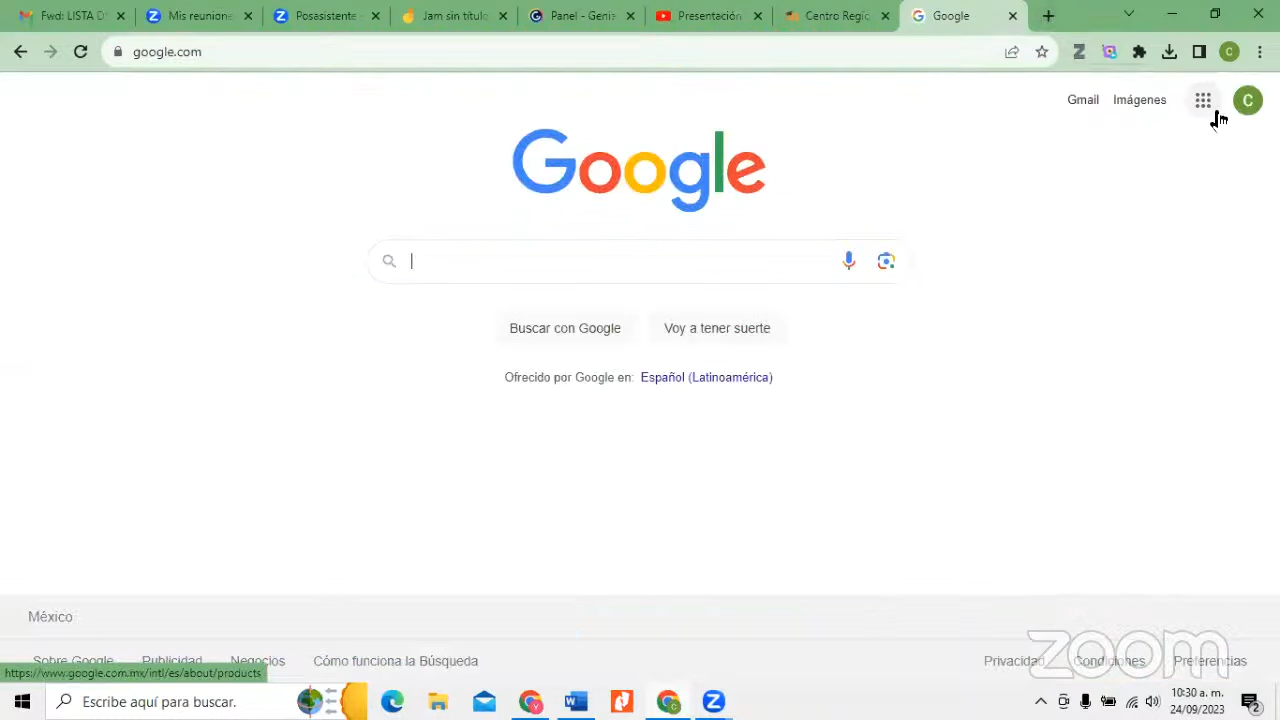 Fwd: LISTA D
Mis reuniones
Posasistente
Jam sin título
Panel - Genie
Presentación
Centro Regic
Google
google.com
C
Gmail
Imágenes
C
Google
Buscar con Google
Voy a tener suerte
Ofrecido por Google en: Español (Latinoamérica)
México
Sobre Google
Publicidad
Negocios
Cómo funciona la Búsqueda
Privacidad
Condiciones
Preferencias
zoom
https://www.google.com.mx/intl/es/about/products
Escribe aquí para buscar.
10:30 a. m.
24/09/2023
2